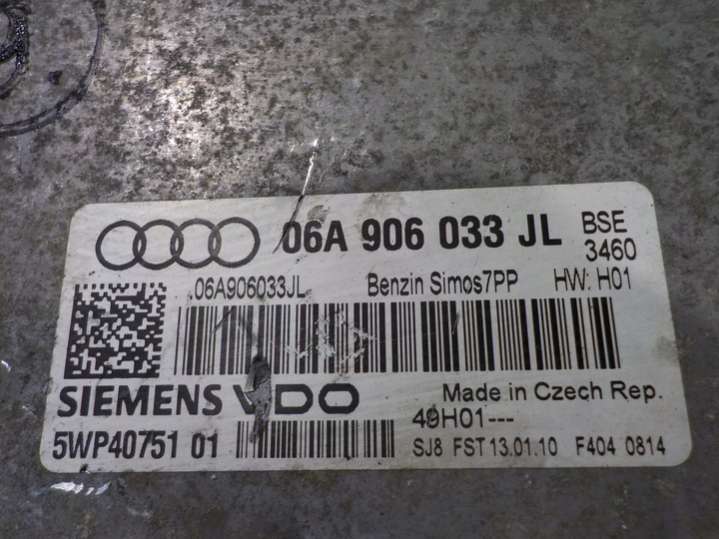 06A 906 033 JL BSE
3460
06A906033JL Benzin Simos7PP HW: H01
SIEMENS VDO Made in Czech Rep.
49H01---
5WP40751 01 SJ8 FST 13.01.10 F404 0814